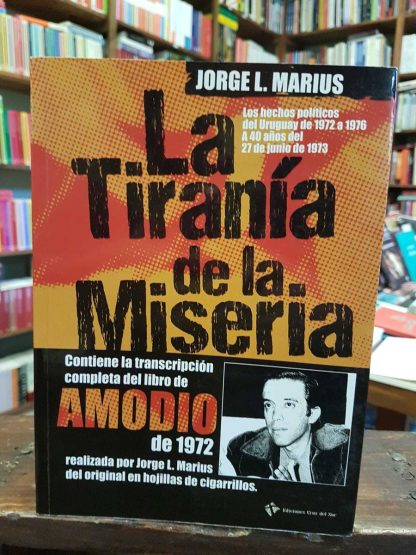 JORGE L. MARIUS
Los hechos políticos
del Uruguay de 1972 a 1976
A 40 años del
27 de junio de 1973
La
Tiranía
de la
Miseria
Contiene la transcripción
completa del libro de
AMODIO
de 1972
realizada por Jorge L. Marius
del original en hojillas de cigarrillos.
Ediciones Cruz del Sur